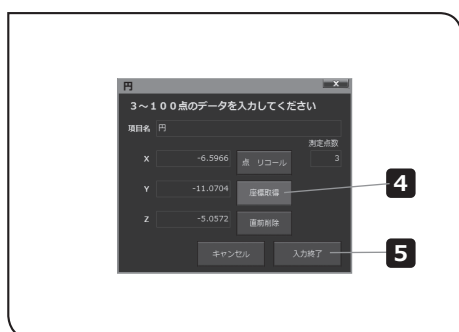 円 X
3～100点のデータを入力してください
項目名 円
測定点数
X -6.5966 点 リコール 3
Y -11.0704 座標取得 4
Z -5.0572 直前削除
キャンセル 入力終了 5